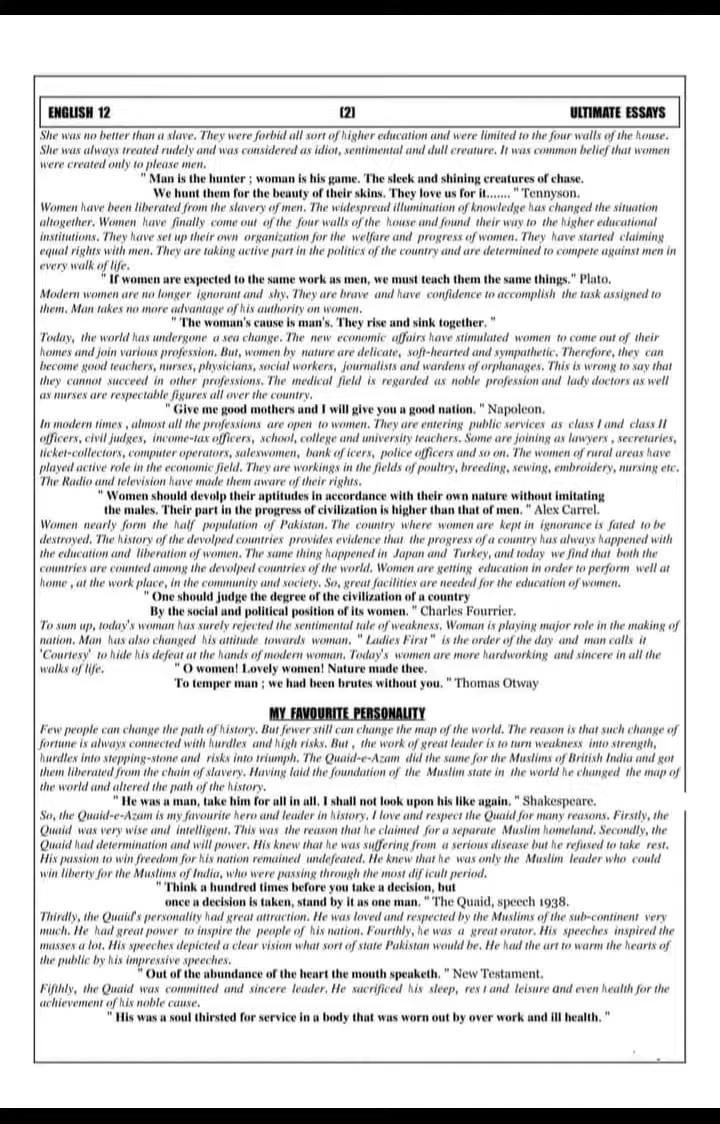 ENGLISH 12 (2) ULTIMATE ESSAYS
She was no better than a slave. They were forbid all sort of higher education and were limited to the four walls of the house.
She was always treated rudely and was considered as idiot, sentimental and dull creature. It was common belief that women
were created only to please men.
" Man is the hunter ; woman is his game. The sleek and shining creatures of chase.
We hunt them for the beauty of their skins. They love us for it....... " Tennyson.
Women have been liberated from the slavery of men. The widespread illumination of knowledge has changed the situation
altogether. Women have finally come out of the four walls of the house and found their way to the higher educational
institutions. They have set up their own organization for the welfare and progress of women. They have started claiming
equal rights with men. They are taking active part in the politics of the country and are determined to compete against men in
every walk of life.
" If women are expected to the same work as men, we must teach them the same things." Plato.
Modern women are no longer ignorant and shy. They are brave and have confidence to accomplish the task assigned to
them. Man takes no more advantage of his authority on women.
" The woman's cause is man's. They rise and sink together. "
Today, the world has undergone a sea change. The new economic affairs have stimulated women to come out of their
homes and join various profession. But, women by nature are delicate, soft-hearted and sympathetic. Therefore, they can
become good teachers, nurses, physicians, social workers, journalists and wardens of orphanages. This is wrong to say that
they cannot succeed in other professions. The medical field is regarded as noble profession and lady doctors as well
as nurses are respectable figures all over the country.
" Give me good mothers and I will give you a good nation. " Napoleon.
In modern times , almost all the professions are open to women. They are entering public services as class I and class II
officers, civil judges, income-tax officers, school, college and university teachers. Some are joining as lawyers , secretaries,
ticket-collectors, computer operators, saleswomen, bank of icers, police officers and so on. The women of rural areas have
played active role in the economic field. They are workings in the fields of poultry, breeding, sewing, embroidery, nursing etc.
The Radio and television have made them aware of their rights.
" Women should devolp their aptitudes in accordance with their own nature without imitating
the males. Their part in the progress of civilization is higher than that of men. " Alex Carrel.
Women nearly form the half population of Pakistan. The country where women are kept in ignorance is fated to be
destroyed. The history of the devolped countries provides evidence that the progress of a country has always happened with
the education and liberation of women. The same thing happened in Japan and Turkey, and today we find that both the
countries are counted among the devolped countries of the world. Women are getting education in order to perform well at
home , at the work place, in the community and society. So, great facilities are needed for the education of women.
" One should judge the degree of the civilization of a country
By the social and political position of its women. " Charles Fourrier.
To sum up, today's woman has surely rejected the sentimental tale of weakness. Woman is playing major role in the making of
nation. Man has also changed his attitude towards woman. " Ladies First " is the order of the day and man calls it
'Courtesy' to hide his defeat at the hands of modern woman. Today's women are more hardworking and sincere in all the
walks of life. " O women! Lovely women! Nature made thee.
To temper man ; we had been brutes without you. " Thomas Otway
MY FAVOURITE PERSONALITY
Few people can change the path of history. But fewer still can change the map of the world. The reason is that such change of
fortune is always connected with hurdles and high risks. But , the work of great leader is to turn weakness into strength,
hurdles into stepping-stone and risks into triumph. The Quaid-e-Azam did the same for the Muslims of British India and got
them liberated from the chain of slavery. Having laid the foundation of the Muslim state in the world he changed the map of
the world and altered the path of the history.
" He was a man, take him for all in all. I shall not look upon his like again. " Shakespeare.
So, the Quaid-e-Azam is my favourite hero and leader in history. I love and respect the Quaid for many reasons. Firstly, the
Quaid was very wise and intelligent. This was the reason that he claimed for a separate Muslim homeland. Secondly, the
Quaid had determination and will power. His knew that he was suffering from a serious disease but he refused to take rest.
His passion to win freedom for his nation remained undefeated. He knew that he was only the Muslim leader who could
win liberty for the Muslims of India, who were passing through the most dif icult period.
" Think a hundred times before you take a decision, but
once a decision is taken, stand by it as one man. " The Quaid, speech 1938.
Thirdly, the Quaid's personality had great attraction. He was loved and respected by the Muslims of the sub-continent very
much. He had great power to inspire the people of his nation. Fourthly, he was a great orator. His speeches inspired the
masses a lot. His speeches depicted a clear vision what sort of state Pakistan would be. He had the art to warm the hearts of
the public by his impressive speeches.
" Out of the abundance of the heart the mouth speaketh. " New Testament.
Fifthly, the Quaid was committed and sincere leader. He sacrificed his sleep, res t and leisure and even health for the
achievement of his noble cause.
" His was a soul thirsted for service in a body that was worn out by over work and ill health. "